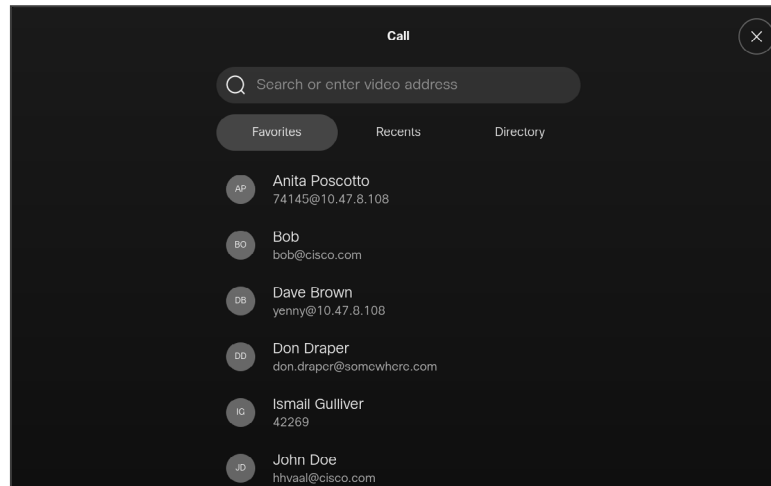 Call
Search or enter video address
Favorites Recents Directory
AP Anita Poscotto
74145@10.47.8.108
BO Bob
bob@cisco.com
DB Dave Brown
yenny@10.47.8.108
DD Don Draper
don.draper@somewhere.com
IG Ismail Gulliver
42269
JD John Doe
hhvaal@cisco.com